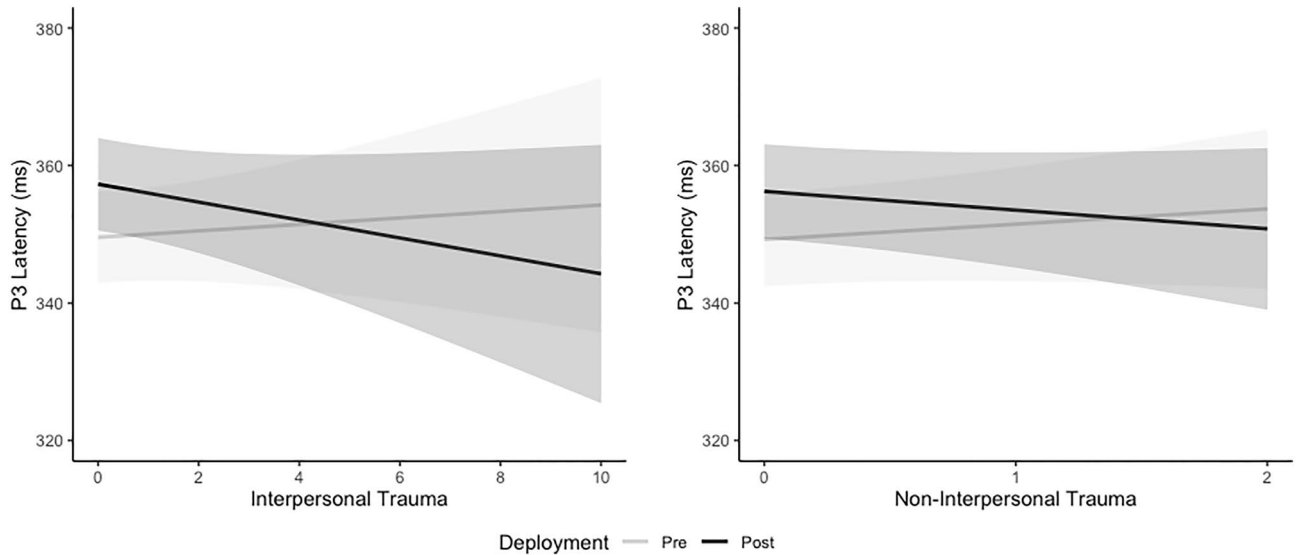 380
360
340
320
P3 Latency (ms)
0 2 4 6 8 10
Interpersonal Trauma
380
360
340
320
P3 Latency (ms)
0 1 2
Non-Interpersonal Trauma
Deployment Pre Post